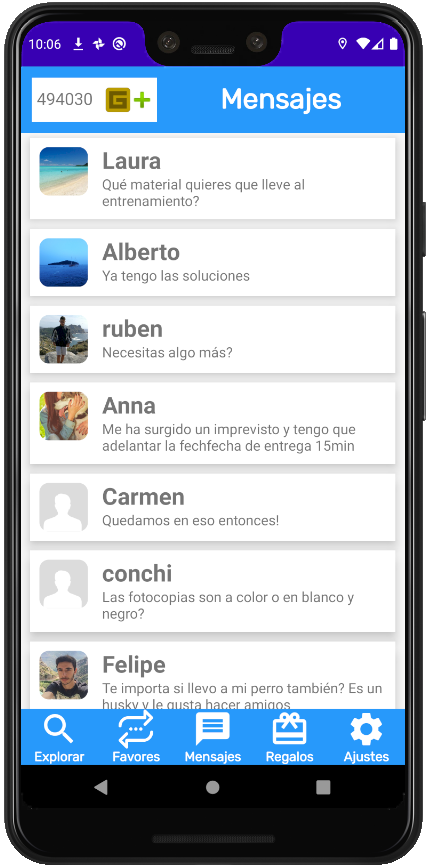 10:06
494030 G+
Mensajes
Laura
Qué material quieres que lleve al
entrenamiento?
Alberto
Ya tengo las soluciones
ruben
Necesitas algo más?
Anna
Me ha surgido un imprevisto y tengo que
adelantar la fechfecha de entrega 15min
Carmen
Quedamos en eso entonces!
conchi
Las fotocopias son a color o en blanco y
negro?
Felipe
Te importa si llevo a mi perro también? Es un
husky y le gusta hacer amigos
Explorar Favores Mensajes Regalos Ajustes